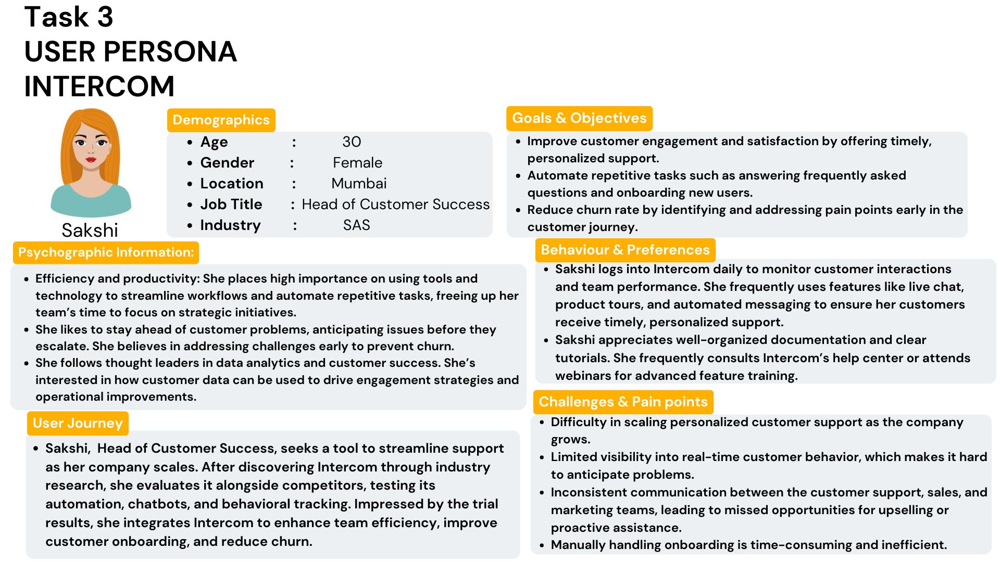 Task 3
USER PERSONA
INTERCOM
Sakshi
Demographics
• Age : 30
• Gender : Female
• Location : Mumbai
• Job Title : Head of Customer Success
• Industry : SAS
Goals & Objectives
• Improve customer engagement and satisfaction by offering timely,
personalized support.
• Automate repetitive tasks such as answering frequently asked
questions and onboarding new users.
• Reduce churn rate by identifying and addressing pain points early in the
customer journey.
Psychographic Information:
• Efficiency and productivity: She places high importance on using tools and
technology to streamline workflows and automate repetitive tasks, freeing up her
team’s time to focus on strategic initiatives.
• She likes to stay ahead of customer problems, anticipating issues before they
escalate. She believes in addressing challenges early to prevent churn.
• She follows thought leaders in data analytics and customer success. She’s
interested in how customer data can be used to drive engagement strategies and
operational improvements.
Behaviour & Preferences
• Sakshi logs into Intercom daily to monitor customer interactions
and team performance. She frequently uses features like live chat,
product tours, and automated messaging to ensure her customers
receive timely, personalized support.
• Sakshi appreciates well-organized documentation and clear
tutorials. She frequently consults Intercom’s help center or attends
webinars for advanced feature training.
User Journey
• Sakshi, Head of Customer Success, seeks a tool to streamline support
as her company scales. After discovering Intercom through industry
research, she evaluates it alongside competitors, testing its
automation, chatbots, and behavioral tracking. Impressed by the trial
results, she integrates Intercom to enhance team efficiency, improve
customer onboarding, and reduce churn.
Challenges & Pain points
• Difficulty in scaling personalized customer support as the company
grows.
• Limited visibility into real-time customer behavior, which makes it hard
to anticipate problems.
• Inconsistent communication between the customer support, sales, and
marketing teams, leading to missed opportunities for upselling or
proactive assistance.
• Manually handling onboarding is time-consuming and inefficient.